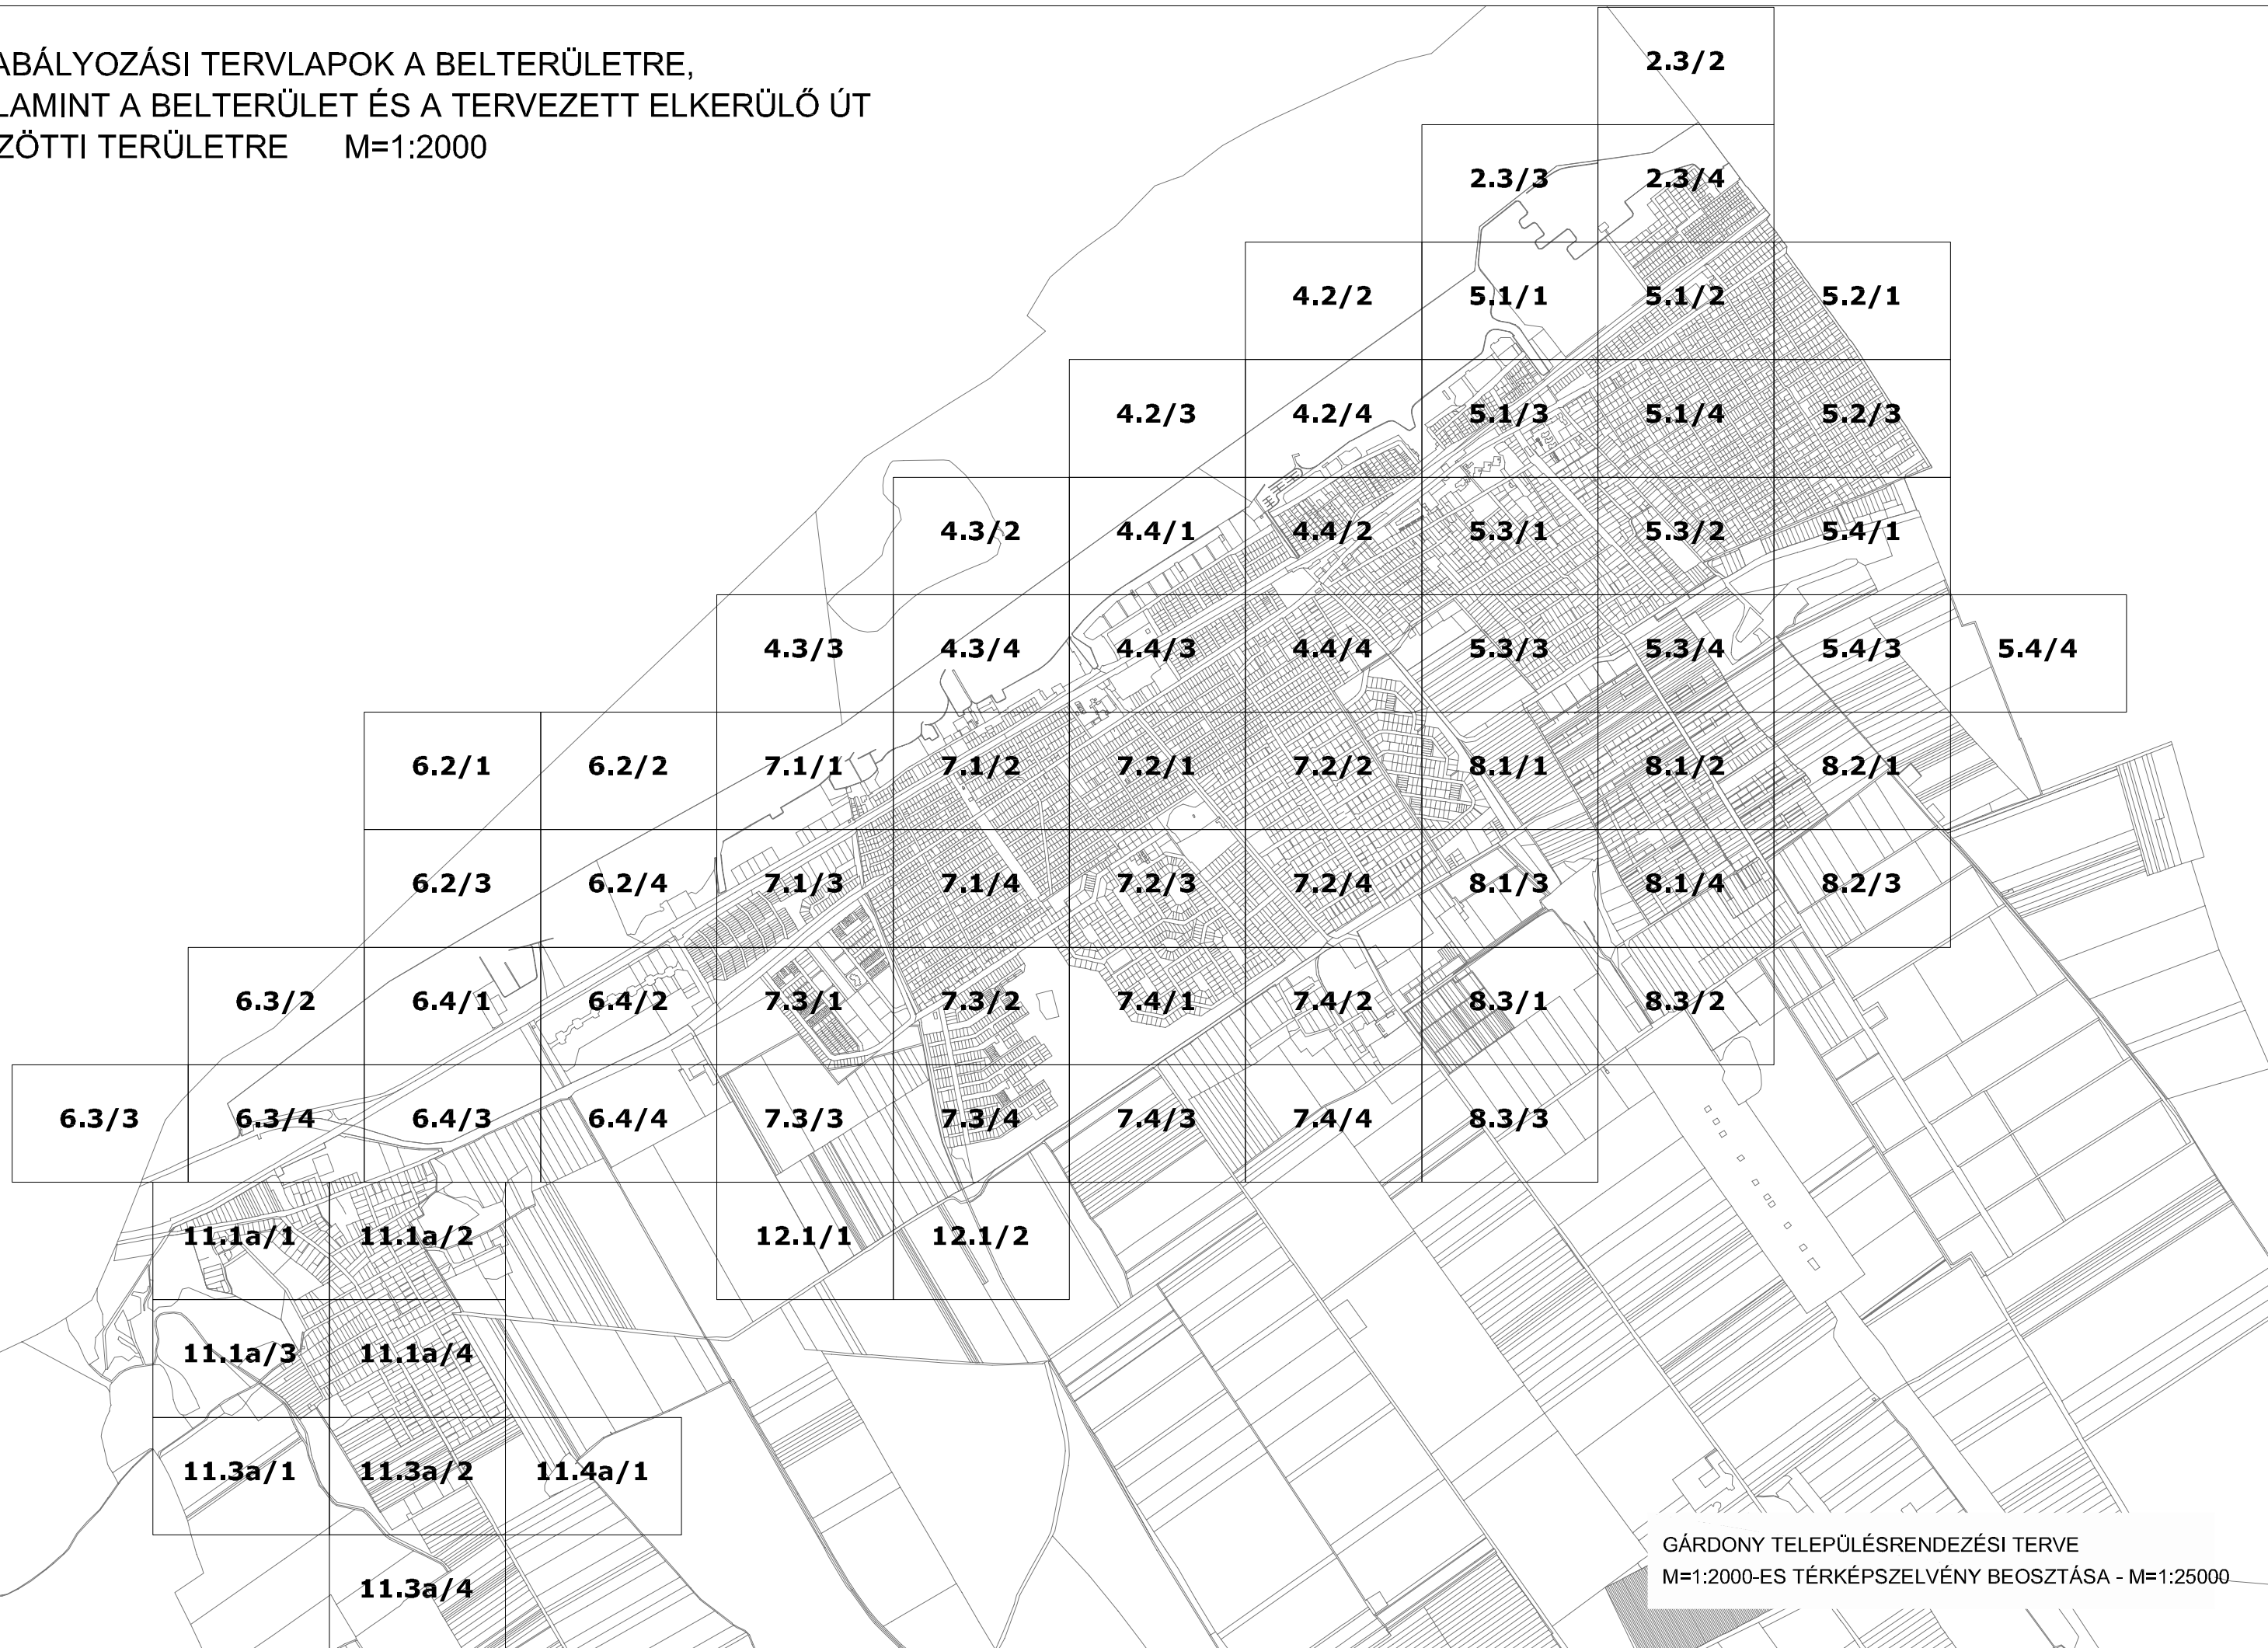 ABÁLYOZÁSI TERVLAPOK A BELTERÜLETRE,
LAMINT A BELTERÜLET ÉS A TERVEZETT ELKERÜLŐ ÚT
ZÖTTI TERÜLETRE M=1:2000
2.3/2
2.3/3 2.3/4
4.2/2 5.1/1 5.1/2 5.2/1
4.2/3 4.2/4 5.1/3 5.1/4 5.2/3
4.3/2 4.4/1 4.4/2 5.3/1 5.3/2 5.4/1
4.3/3 4.3/4 4.4/3 4.4/4 5.3/3 5.3/4 5.4/3 5.4/4
6.2/1 6.2/2 7.1/1 7.1/2 7.2/1 7.2/2 8.1/1 8.1/2 8.2/1
6.2/3 6.2/4 7.1/3 7.1/4 7.2/3 7.2/4 8.1/3 8.1/4 8.2/3
6.3/2 6.4/1 6.4/2 7.3/1 7.3/2 7.4/1 7.4/2 8.3/1 8.3/2
6.3/3 6.3/4 6.4/3 6.4/4 7.3/3 7.3/4 7.4/3 7.4/4 8.3/3
11.1a/1 11.1a/2 12.1/1 12.1/2
11.1a/3 11.1a/4
11.3a/1 11.3a/2 11.4a/1
11.3a/4
GÁRDONY TELEPÜLÉSRENDEZÉSI TERVE
M=1:2000-ES TÉRKÉPSZELVÉNY BEOSZTÁSA - M=1:25000